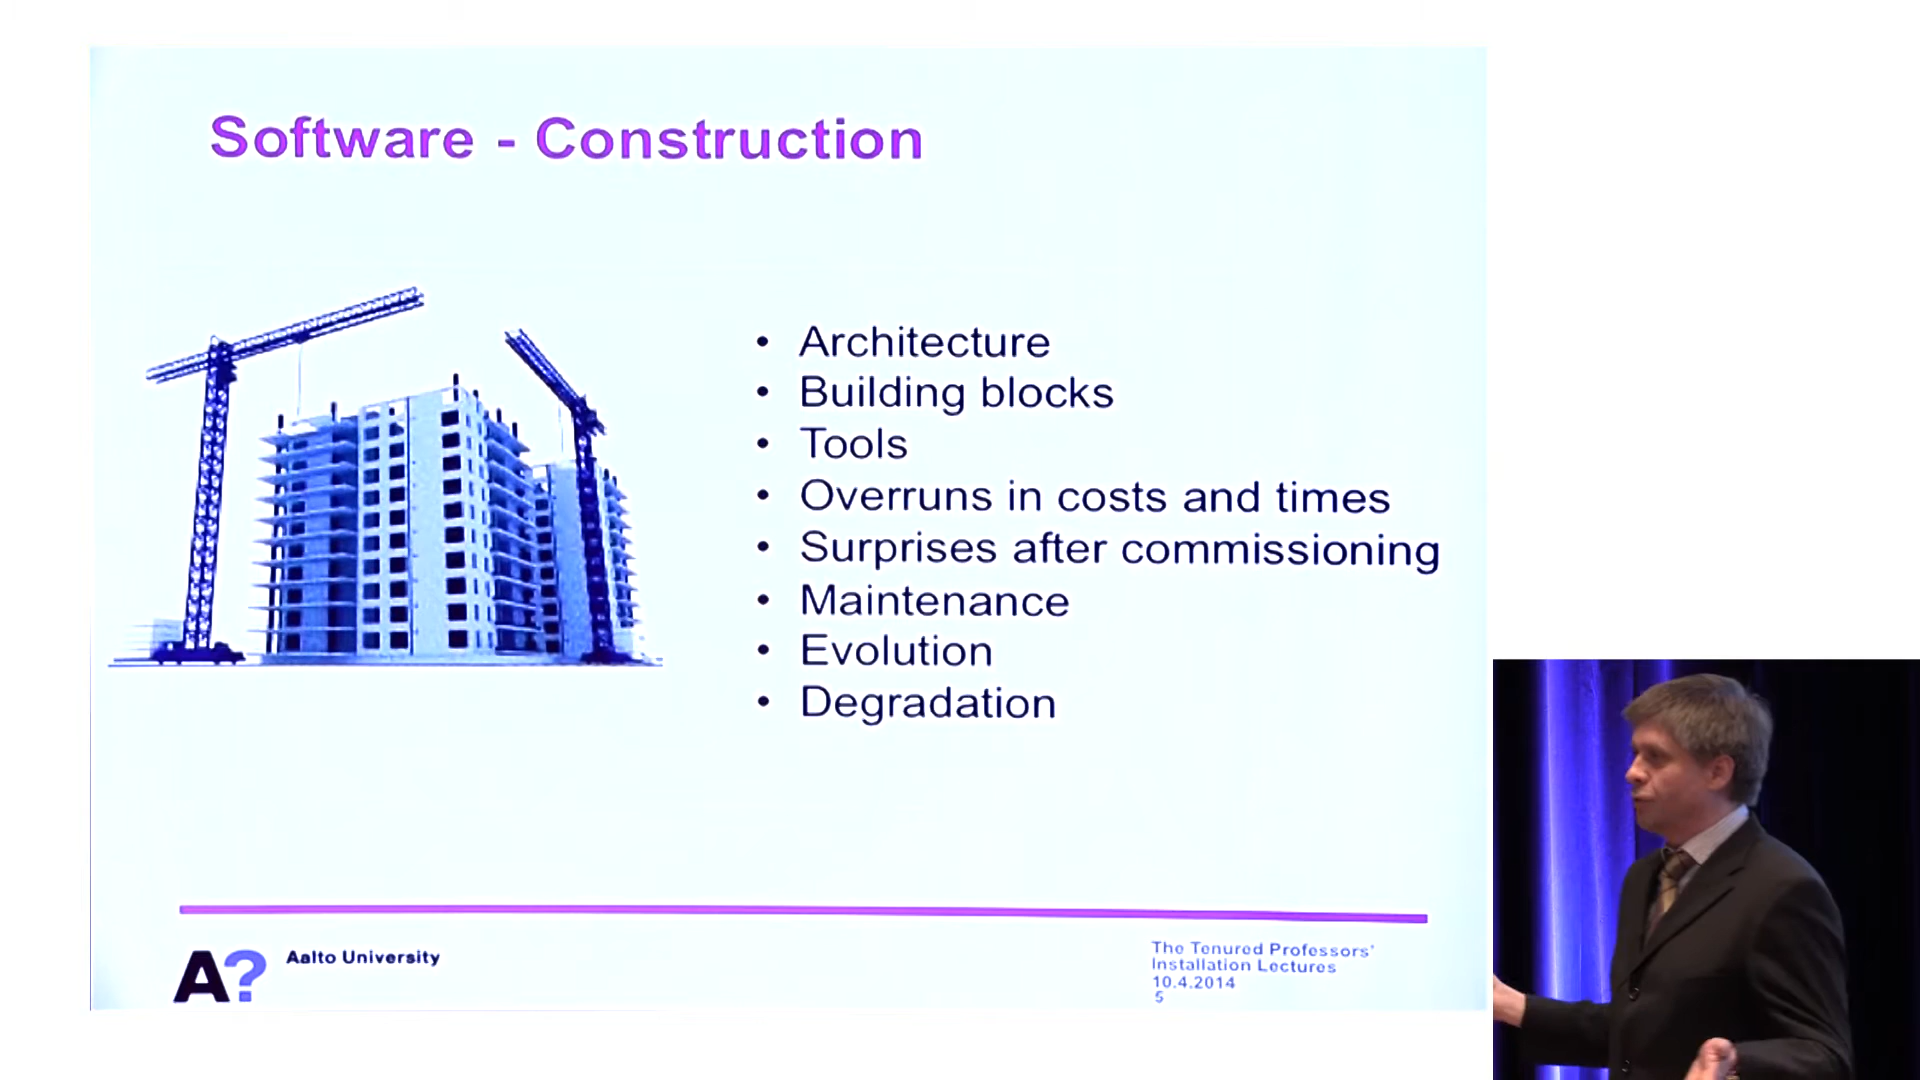 Software - Construction
• Architecture
• Building blocks
• Tools
• Overruns in costs and times
• Surprises after commissioning
• Maintenance
• Evolution
• Degradation
A?
Aalto University
The Tenured Professors'
Installation Lectures
10.4.2014
5